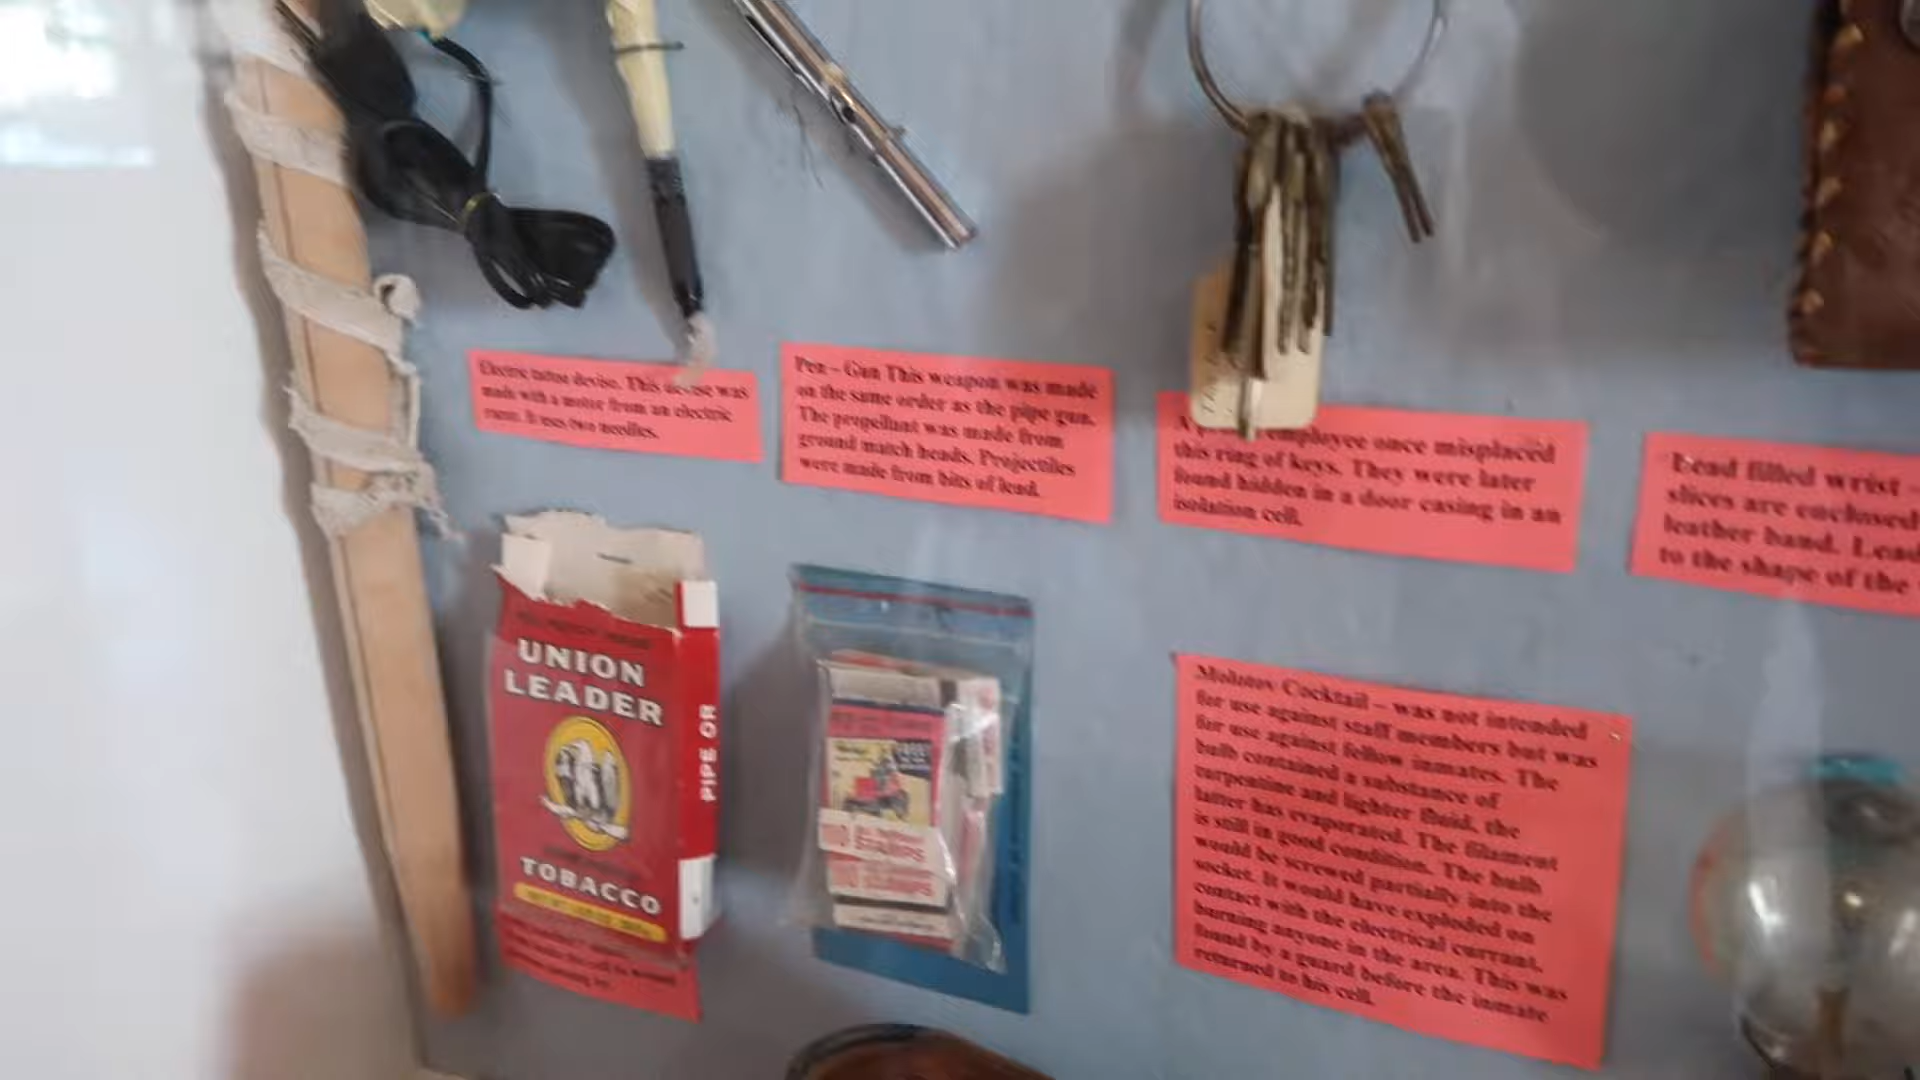 Electric tattoo devise. This devise was
made with a motor from an electric
razor. It uses two needles.
Pen – Gun This weapon was made
on the same order as the pipe gun.
The propellant was made from
ground match heads. Projectiles
were made from bits of lead.
A employee once misplaced
this ring of keys. They were later
found hidden in a door casing in an
isolation cell.
Lead filled wrist –
slices are enclosed
leather band. Lead
to the shape of the
UNION
LEADER
TOBACCO
PIPE OR
10
STAMPS
10 STAMPS
Molotov Cocktail – was not intended
for use against staff members but was
for use against fellow inmates. The
bulb contained a substance of
turpentine and lighter fluid, the
latter has evaporated. The filament
is still in good condition. The bulb
would be screwed partially into the
socket. It would have exploded on
contact with the electrical currant,
burning anyone in the area. This was
found by a guard before the inmate
returned to his cell.